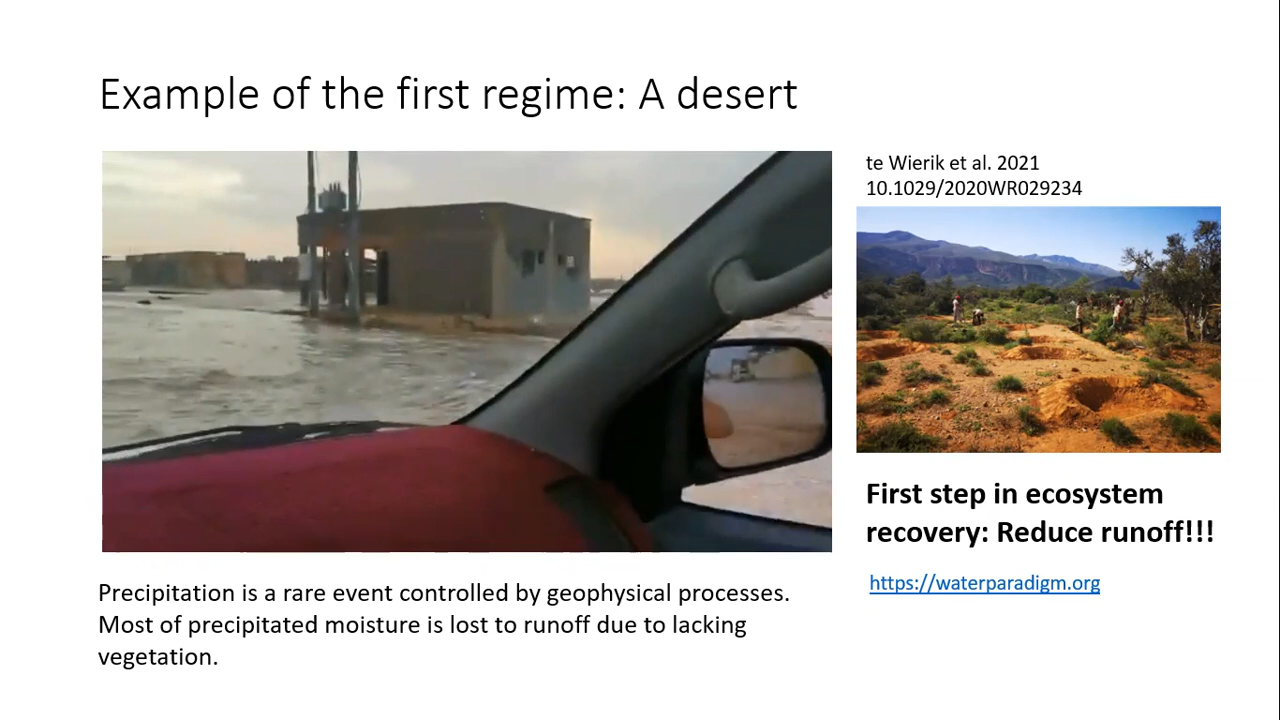 Example of the first regime: A desert
te Wierik et al. 2021
10.1029/2020WR029234
First step in ecosystem
recovery: Reduce runoff!!!
https://waterparadigm.org
Precipitation is a rare event controlled by geophysical processes.
Most of precipitated moisture is lost to runoff due to lacking
vegetation.